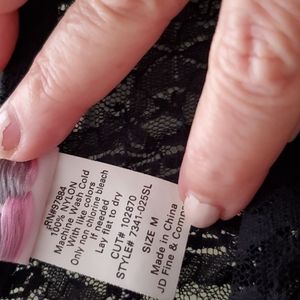 RN#97884
100% NYLON
Machine Wash Cold
With like colors
Only non chlorine bleach
If needed
Lay flat to dry
CUT# 102870
STYLE# 7341-025SL
SIZE M
Made in China
JD Fine &